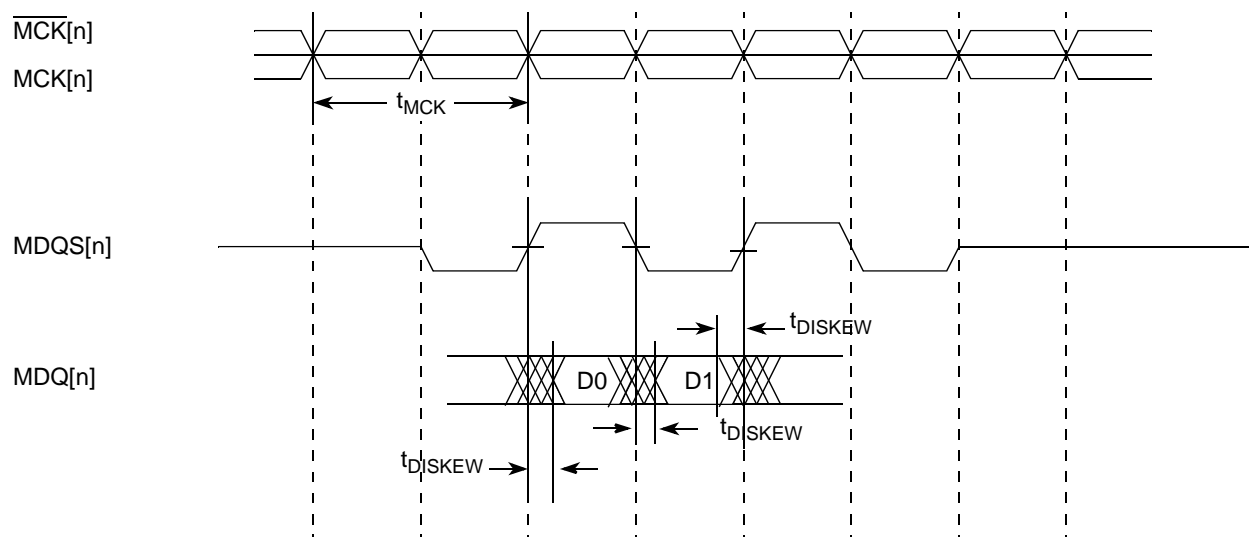 MCK[n]
MCK[n]
tMCK
MDQS[n]
tDISKEW
MDQ[n]
D0
D1
tDISKEW
tDISKEW